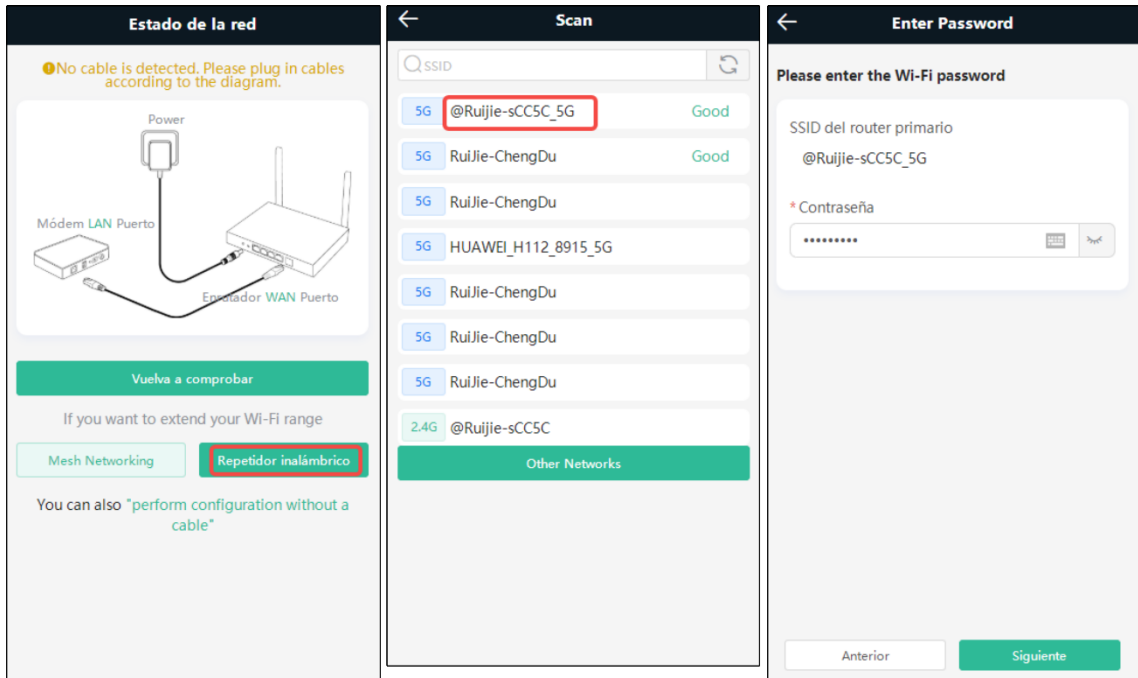 Estado de la red
No cable is detected. Please plug in cables
according to the diagram.
Power
Módem LAN Puerto
Enrutador WAN Puerto
Vuelva a comprobar
If you want to extend your Wi-Fi range
Mesh Networking
Repetidor inalámbrico
You can also "perform configuration without a
cable"
Scan
SSID
5G @Ruijie-sCC5C_5G Good
5G RuiJie-ChengDu Good
5G RuiJie-ChengDu
5G HUAWEI_H112_8915_5G
5G RuiJie-ChengDu
5G RuiJie-ChengDu
5G RuiJie-ChengDu
2.4G @Ruijie-sCC5C
Other Networks
Enter Password
Please enter the Wi-Fi password
SSID del router primario
@Ruijie-sCC5C_5G
* Contraseña
•••••••••
Anterior
Siguiente